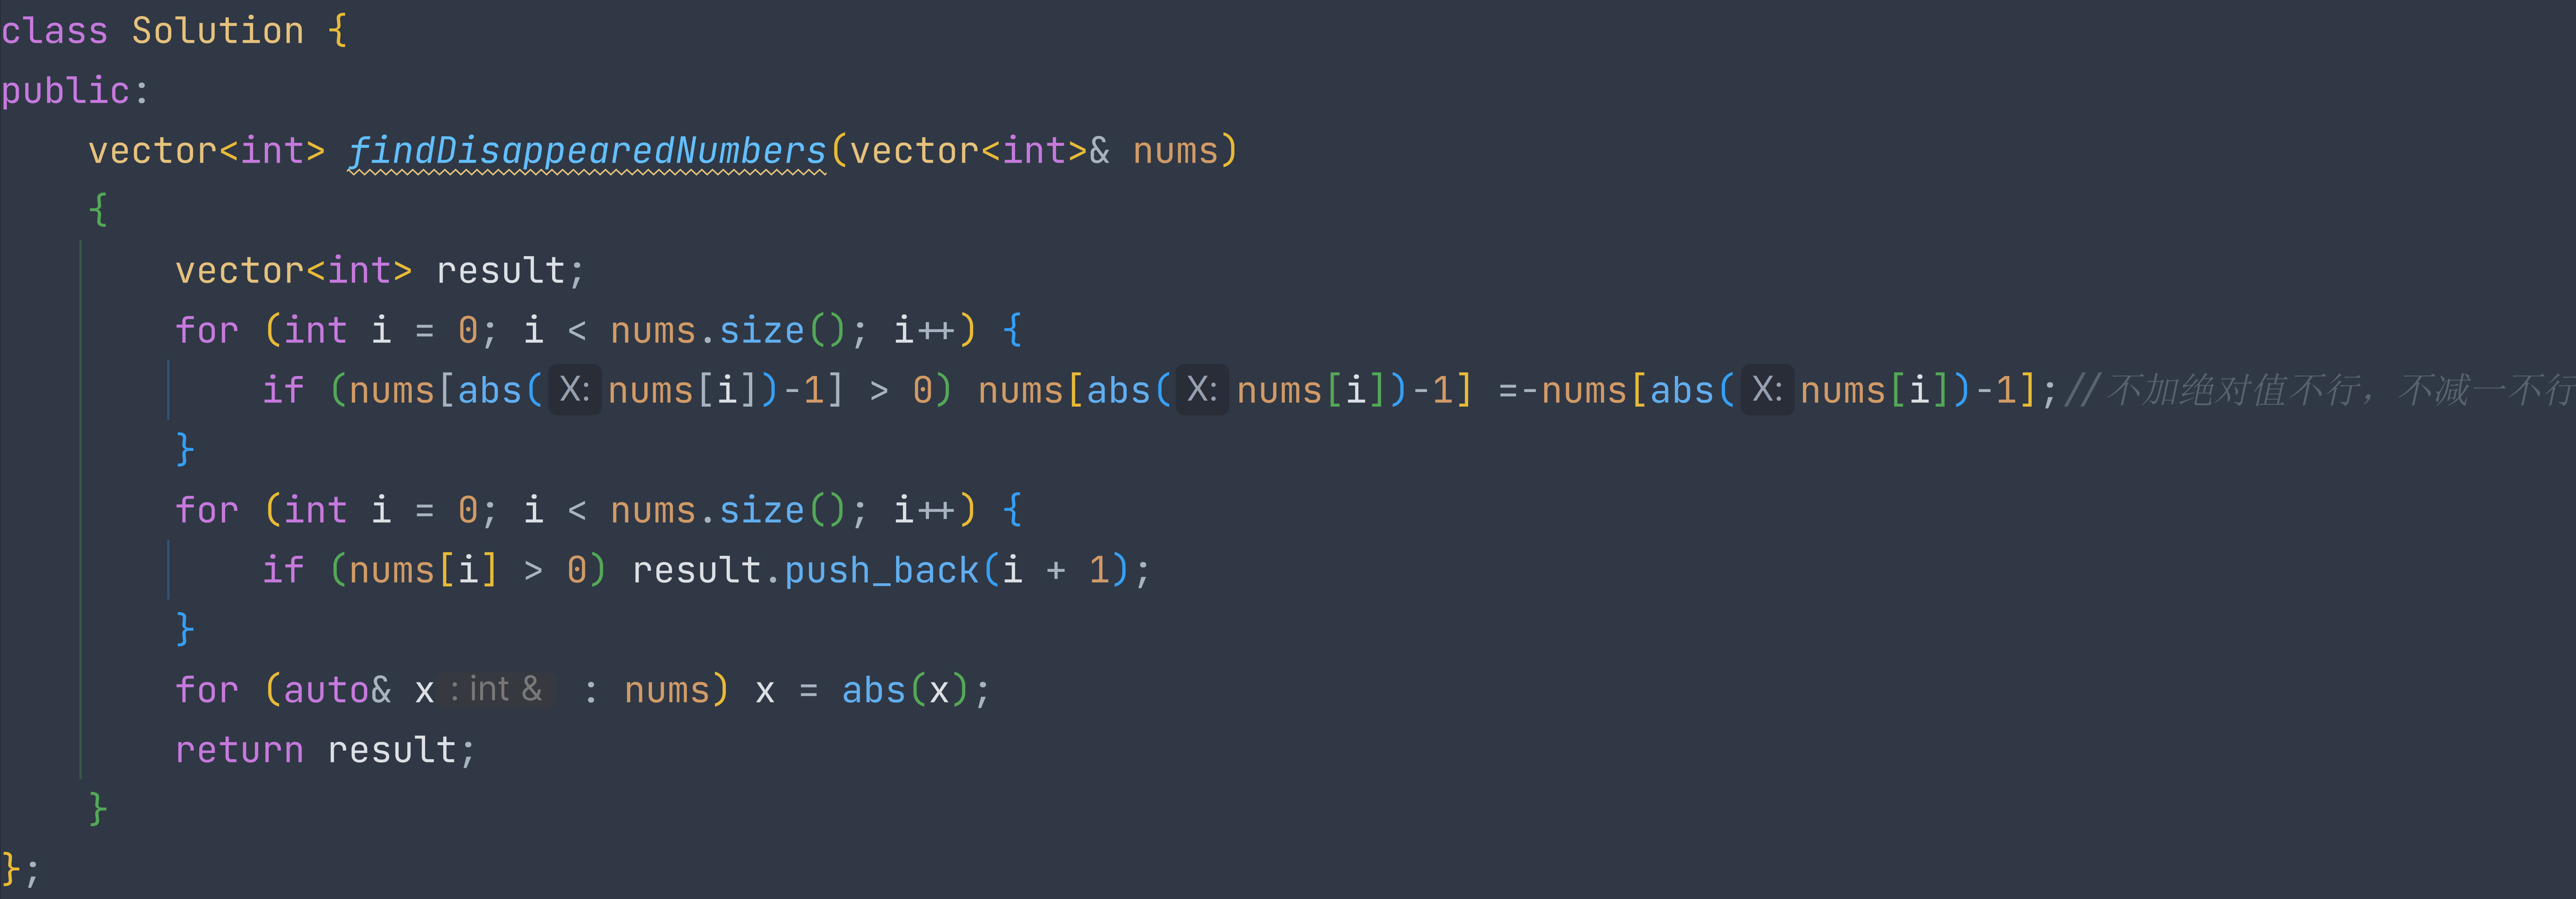 class Solution {
public:
    vector<int> findDisappearedNumbers(vector<int>& nums)
    {
        vector<int> result;
        for (int i = 0; i < nums.size(); i++) {
            if (nums[abs( X: nums[i])-1] > 0) nums[abs( X: nums[i])-1] =-nums[abs( X: nums[i])-1];//不加绝对值不行，不减一不行
        }
        for (int i = 0; i < nums.size(); i++) {
            if (nums[i] > 0) result.push_back(i + 1);
        }
        for (auto& x : int &  : nums) x = abs(x);
        return result;
    }
};